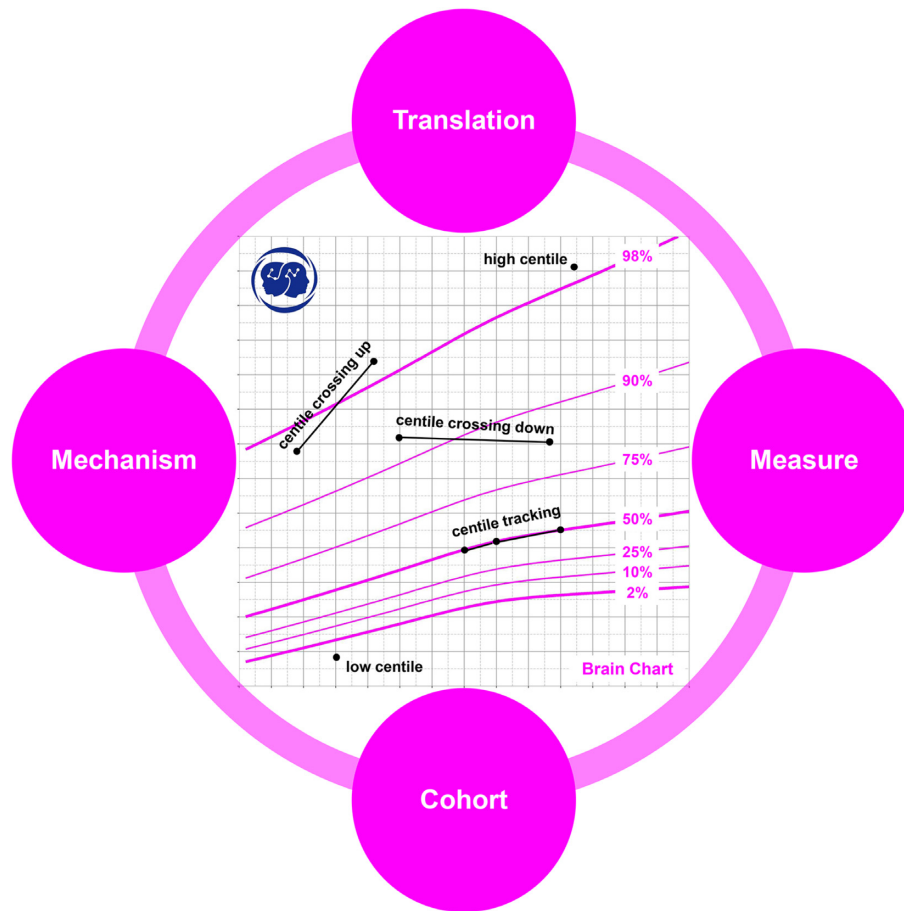 Translation
high centile
98%
centile crossing up
90%
centile crossing down
Mechanism
Measure
75%
centile tracking
50%
25%
10%
2%
low centile
Brain Chart
Cohort